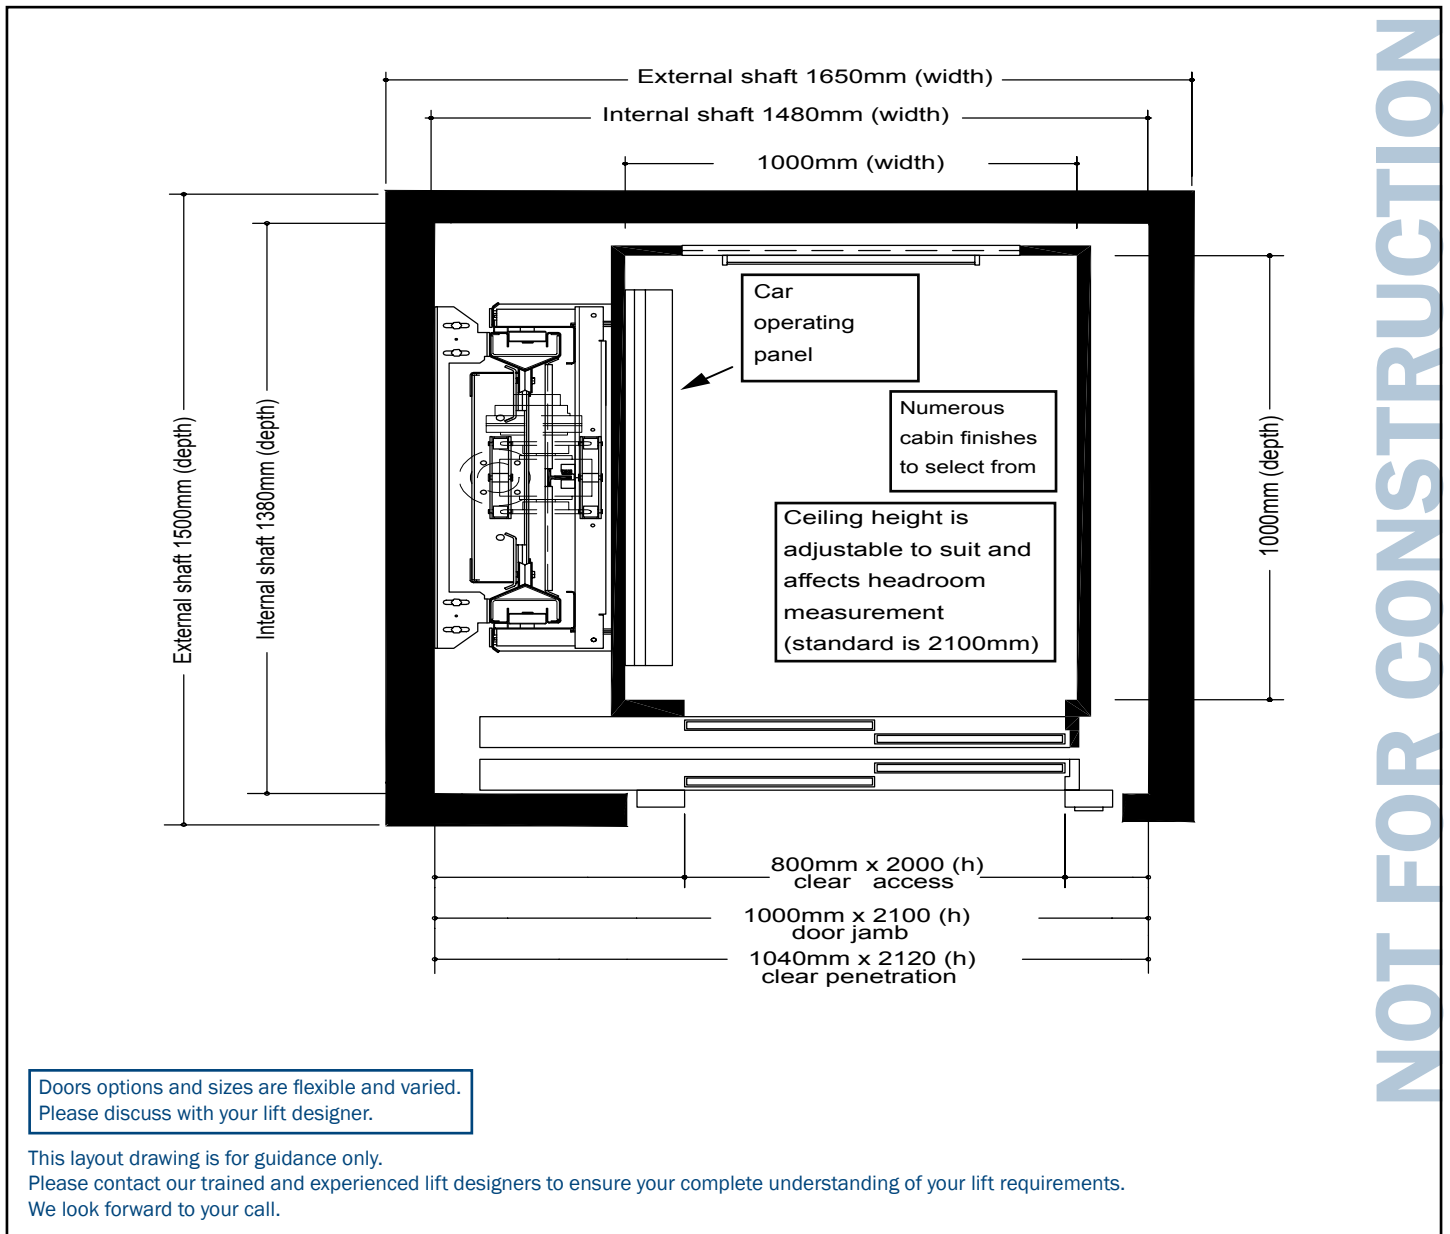 External shaft 1650mm (width)
Internal shaft 1480mm (width)
1000mm (width)
External shaft 1500mm (depth)
Internal shaft 1380mm (depth)
Car
operating
panel
Numerous
cabin finishes
to select from
Ceiling height is
adjustable to suit and
affects headroom
measurement
(standard is 2100mm)
1000mm (depth)
800mm x 2000 (h)
clear access
1000mm x 2100 (h)
door jamb
1040mm x 2120 (h)
clear penetration
NOT FOR CONSTRUCTION
Doors options and sizes are flexible and varied.
Please discuss with your lift designer.
This layout drawing is for guidance only.
Please contact our trained and experienced lift designers to ensure your complete understanding of your lift requirements.
We look forward to your call.